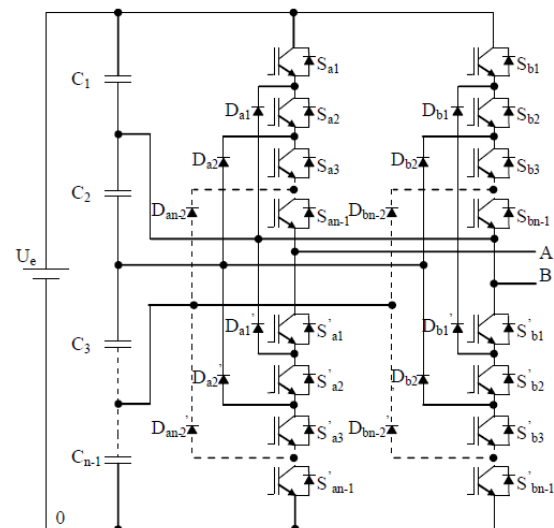 C1
Ue
C2
C3
Cn-1
0
Sa1
Da1
Sa2
Da2
Sa3
Dan-2
San-1
Da1'
S'a1
Da2'
S'a2
Dan-2'
S'a3
S'an-1
Sb1
Db1
Sb2
Db2
Sb3
Dbn-2
Sbn-1
A
B
Db1'
S'b1
Db2'
S'b2
Dbn-2'
S'b3
S'bn-1